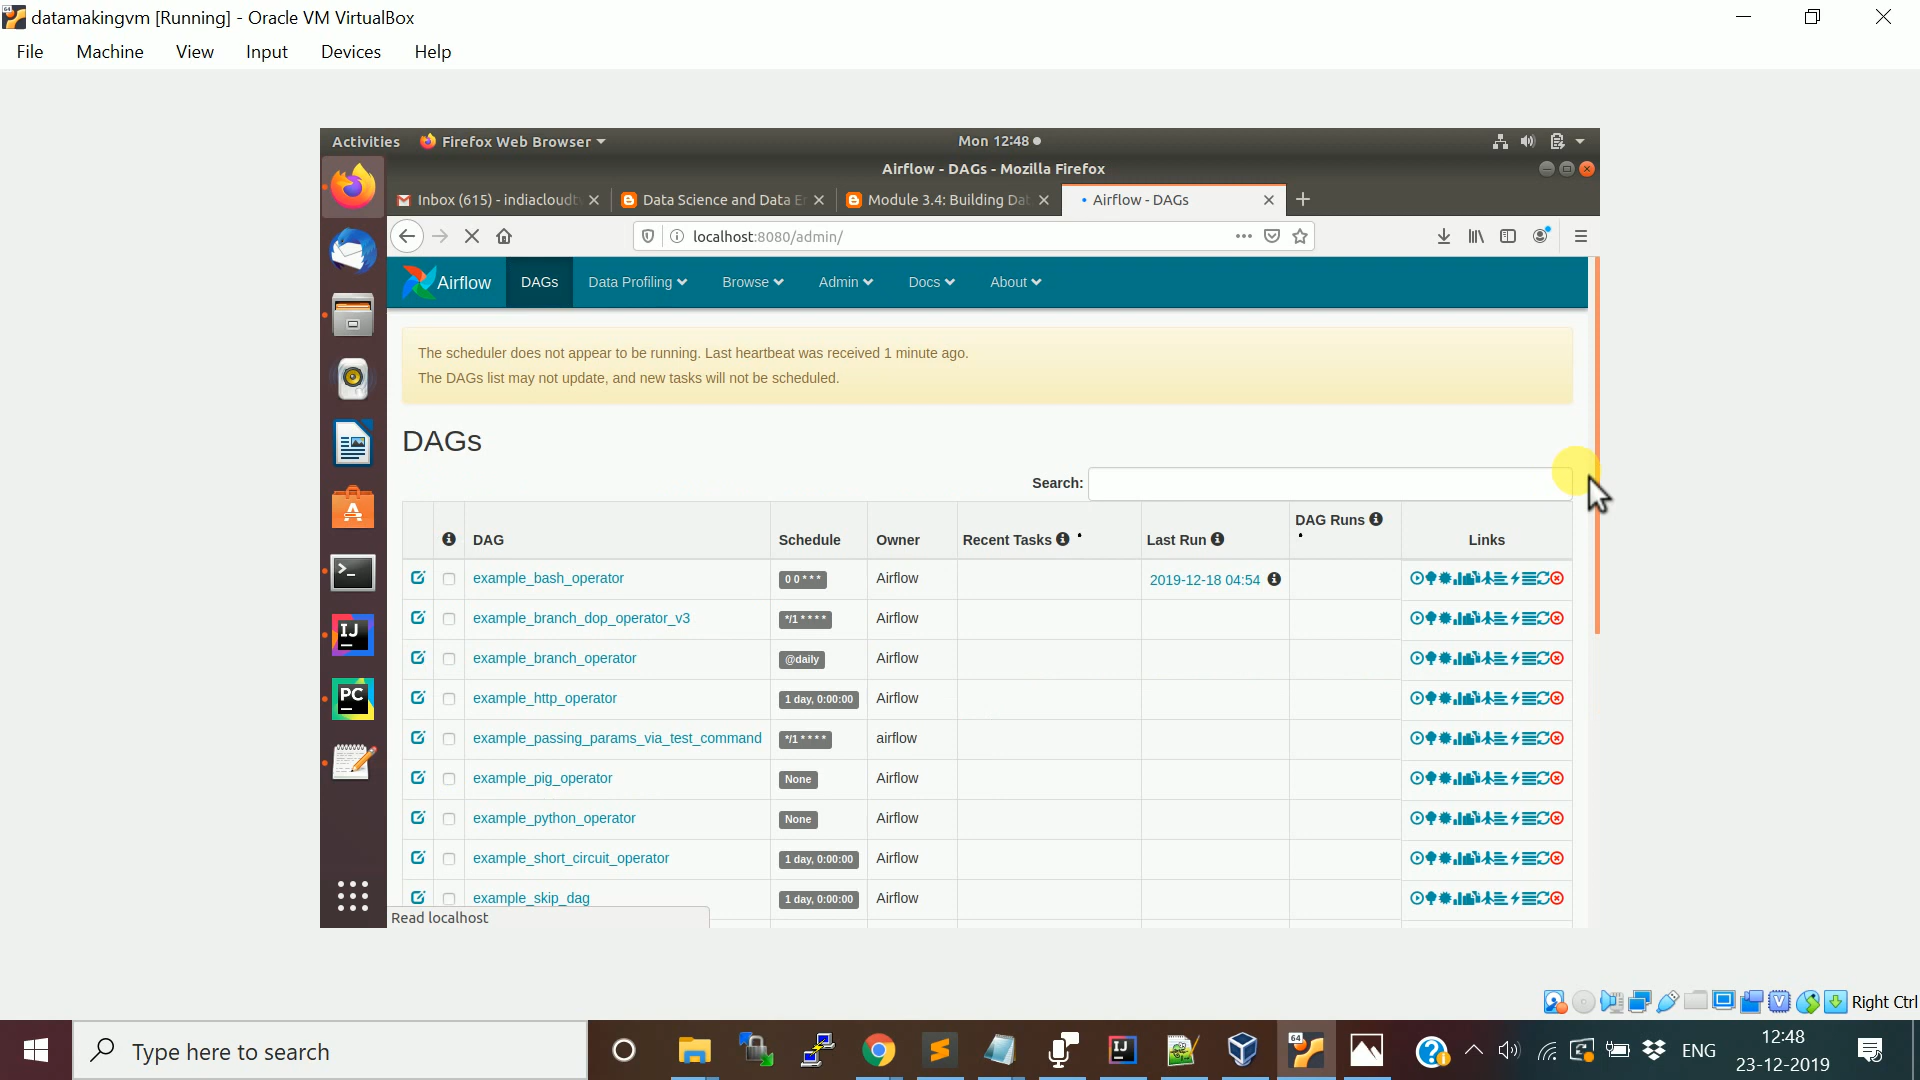 datamakingvm [Running] - Oracle VM VirtualBox
File Machine View Input Devices Help
Activities Firefox Web Browser Mon 12:48
Airflow - DAGs - Mozilla Firefox
Inbox (615) - indiacloudt Data Science and Data E Module 3.4: Building Dat Airflow - DAGs
localhost:8080/admin/
Airflow DAGs Data Profiling Browse Admin Docs About
The scheduler does not appear to be running. Last heartbeat was received 1 minute ago.
The DAGs list may not update, and new tasks will not be scheduled.
DAGs
Search:
DAG Schedule Owner Recent Tasks Last Run DAG Runs Links
example_bash_operator 0 0 * * * Airflow 2019-12-18 04:54
example_branch_dop_operator_v3 */1 * * * * Airflow
example_branch_operator @daily Airflow
example_http_operator 1 day, 0:00:00 Airflow
example_passing_params_via_test_command */1 * * * * airflow
example_pig_operator None Airflow
example_python_operator None Airflow
example_short_circuit_operator 1 day, 0:00:00 Airflow
example_skip_dag 1 day, 0:00:00 Airflow
Read localhost
Right Ctrl
Type here to search
ENG
12:48
23-12-2019